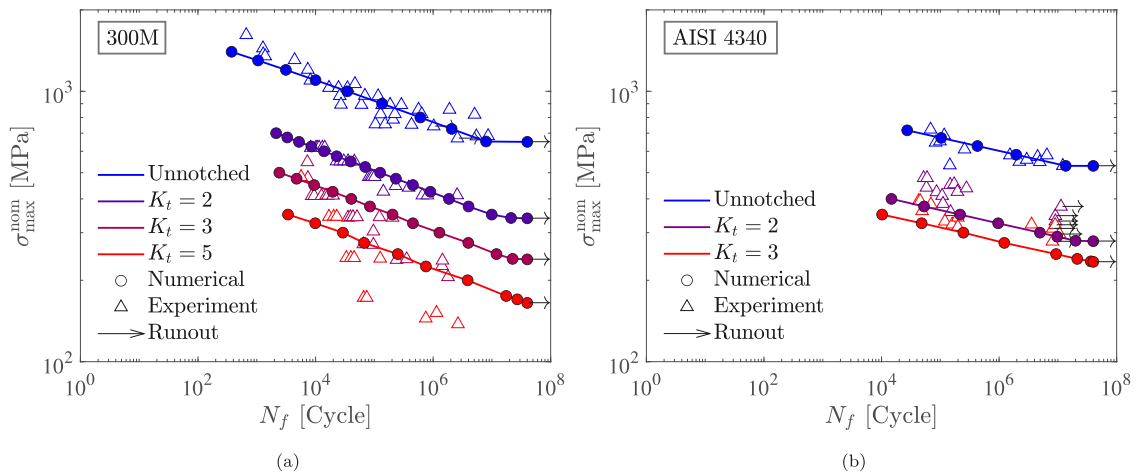 300M
10^3
10^2
σ_max^nom [MPa]
Unnotched
K_t = 2
K_t = 3
K_t = 5
Numerical
Experiment
Runout
10^0 10^2 10^4 10^6 10^8
N_f [Cycle]
(a)
AISI 4340
10^3
10^2
σ_max^nom [MPa]
Unnotched
K_t = 2
K_t = 3
Numerical
Experiment
Runout
10^0 10^2 10^4 10^6 10^8
N_f [Cycle]
(b)